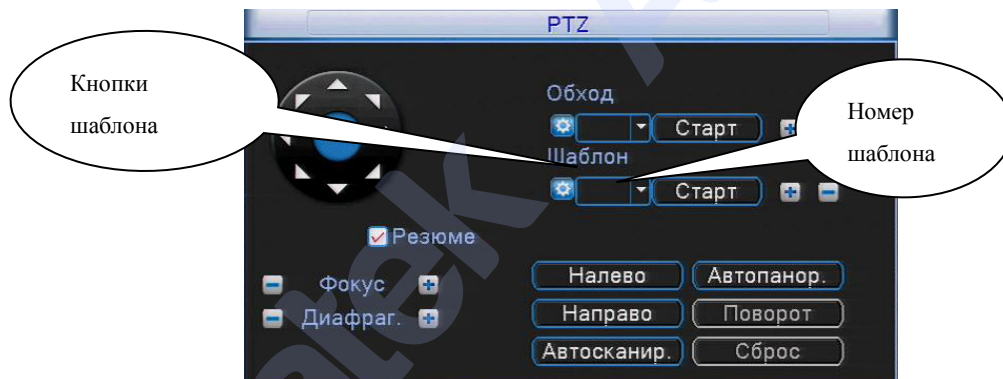 PTZ
Кнопки
шаблона
Обход
Старт
Номер
шаблона
Шаблон
Старт
Резюме
Фокус
Диафраг.
Налево
Автопанор.
Направо
Поворот
Автосканир.
Сброс